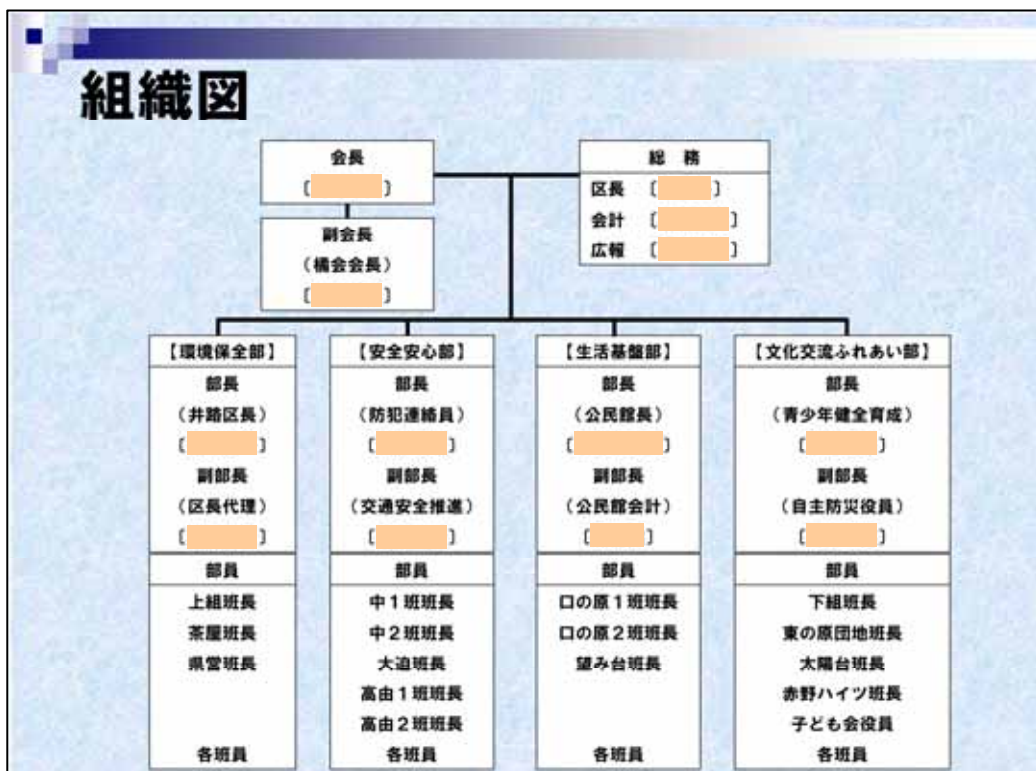 組織図
会長
〔 〕
副会長
（橘会会長）
〔 〕
総 務
区長 〔 〕
会計 〔 〕
広報 〔 〕
【環境保全部】
部長
（井路区長）
〔 〕
副部長
（区長代理）
〔 〕
部員
上組班長
茶屋班長
県営班長
各班員
【安全安心部】
部長
（防犯連絡員）
〔 〕
副部長
（交通安全推進）
〔 〕
部員
中1班班長
中2班班長
大迫班長
高由1班班長
高由2班班長
各班員
【生活基盤部】
部長
（公民館長）
〔 〕
副部長
（公民館会計）
〔 〕
部員
口の原1班班長
口の原2班班長
望み台班長
各班員
【文化交流ふれあい部】
部長
（青少年健全育成）
〔 〕
副部長
（自主防災役員）
〔 〕
部員
下組班長
東の原団地班長
太陽台班長
赤野ハイツ班長
子ども会役員
各班員